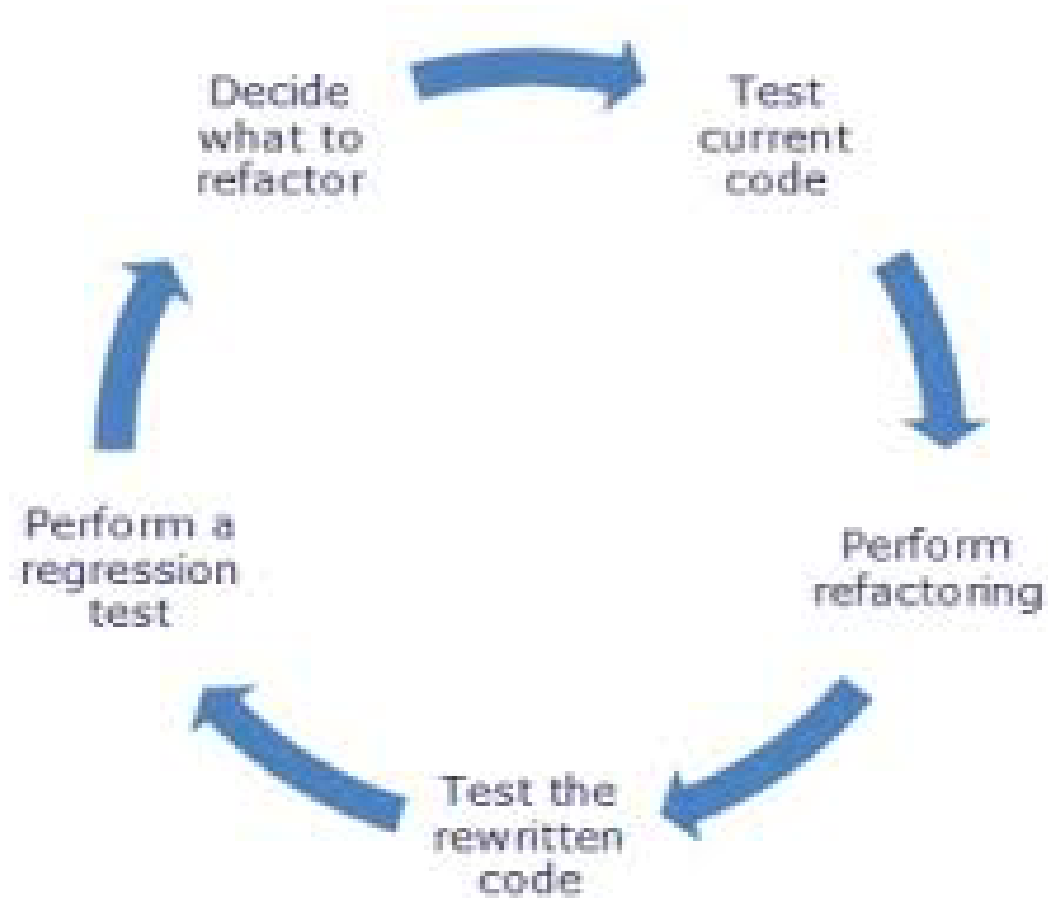 Decide
what to
refactor
Test
current
code
Perform
refactoring
Test the
rewritten
code
Perform a
regression
test